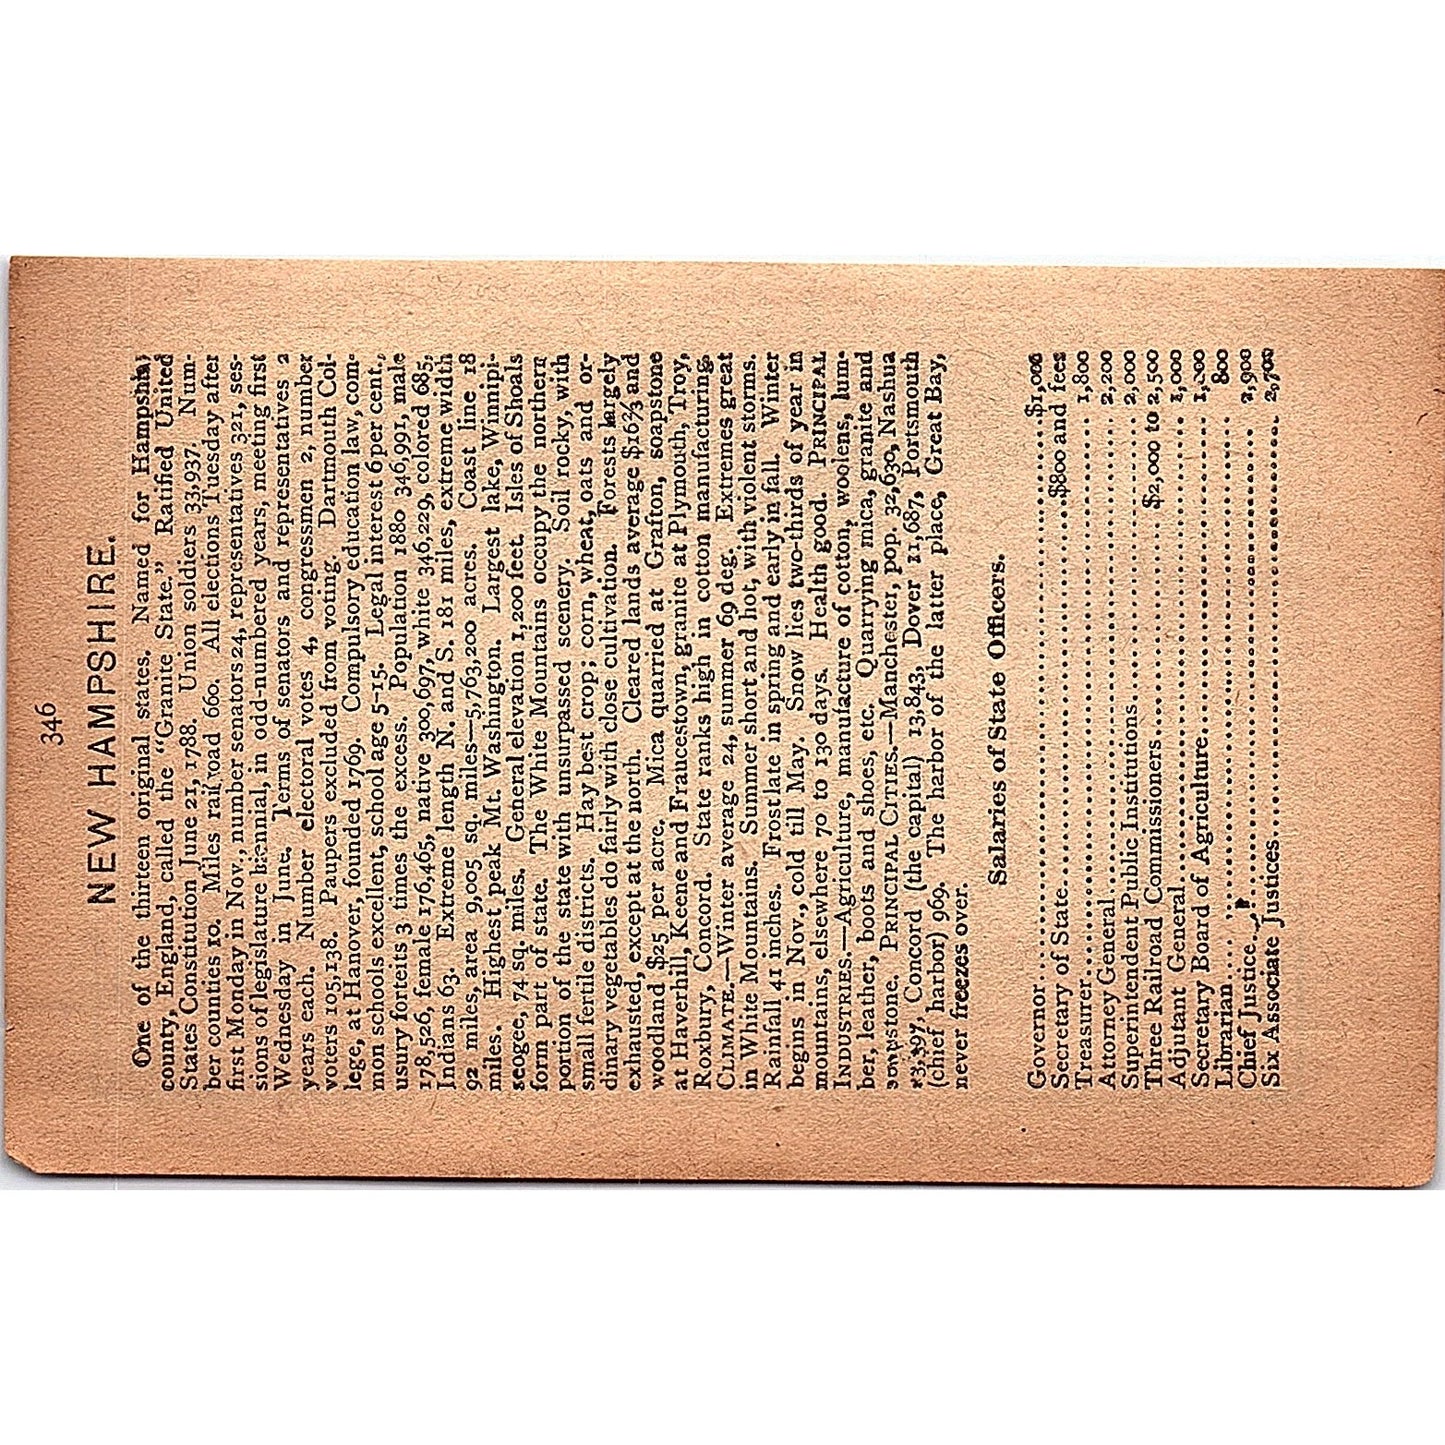 346
NEW HAMPSHIRE.
One of the thirteen original states. Named for Hampshire
county, England, called the "Granite State." Ratified United
States Constitution June 21, 1788. Union soldiers 33,937. Num-
ber counties 10. Miles railroad 660. All elections Tuesday after
first Monday in Nov, number senators 24, representatives 321, ses-
sions of legislature biennial, in odd-numbered years, meeting first
Wednesday in June. Terms of senators and representatives 2
years each. Number electoral votes 4, congressmen 2, number
voters 105,138. Paupers excluded from voting. Dartmouth Col-
lege, at Hanover, founded 1769. Compulsory education law, com-
mon schools excellent, school age 5-15. Legal interest 6 per cent,
usury forteits 3 times the excess. Population 1880 346,991, male
178,526, female 176,465, native 300,697, white 346,229, colored 685,
Indians 63. Extreme length N. and S. 181 miles, extreme width
92 miles, area 9,005 sq. miles—5,763,200 acres. Coast line 18
miles. Highest peak Mt. Washington. Largest lake, Winnipi-
seogee, 74 sq. miles. General elevation 1,200 feet. Isles of Shoals
form part of state. The White Mountains occupy the northern
portion of the state with unsurpassed scenery. Soil rocky, with
small fertile districts. Hay best crop; corn, wheat, oats and or-
dinary vegetables do fairly with close cultivation. Forests largely
exhausted, except at the north. Cleared lands average $16⅔ and
woodland $25 per acre. Mica quarried at Grafton, soapstone
at Haverhill, Keene and Fraucestown, granite at Plymouth, Troy,
Roxbury, Concord. State ranks high in cotton manufacturing.
CLIMATE.—Winter average 24, summer 69 deg. Extremes great
in White Mountains. Summer short and hot, with violent storms.
Rainfall 41 inches. Frost late in spring and early in fall. Winter
begins in Nov., cold till May. Snow lies two-thirds of year in
mountains, elsewhere 70 to 130 days. Health good. PRINCIPAL
INDUSTRIES.—Agriculture, manufacture of cotton, woolens, lum-
ber, leather, boots and shoes, etc. Quarrying mica, granite and
soapstone. PRINCIPAL CITIES.—Manchester, pop. 32,630, Nashua
13,397, Concord (the capital) 13,843, Dover 11,687, Portsmouth
(chief harbor) 969. The harbor of the latter place, Great Bay,
never freezes over.
Salaries of State Officers.
Governor $1,000
Secretary of State $800 and fees
Treasurer 1,800
Attorney General 2,200
Superintendent Public Institutions 2,000
Three Railroad Commissioners $2,000 to 2,500
Adjutant General 1,000
Secretary Board of Agriculture
Librarian 800
Chief Justice 2,900
Six Associate Justices 2,700